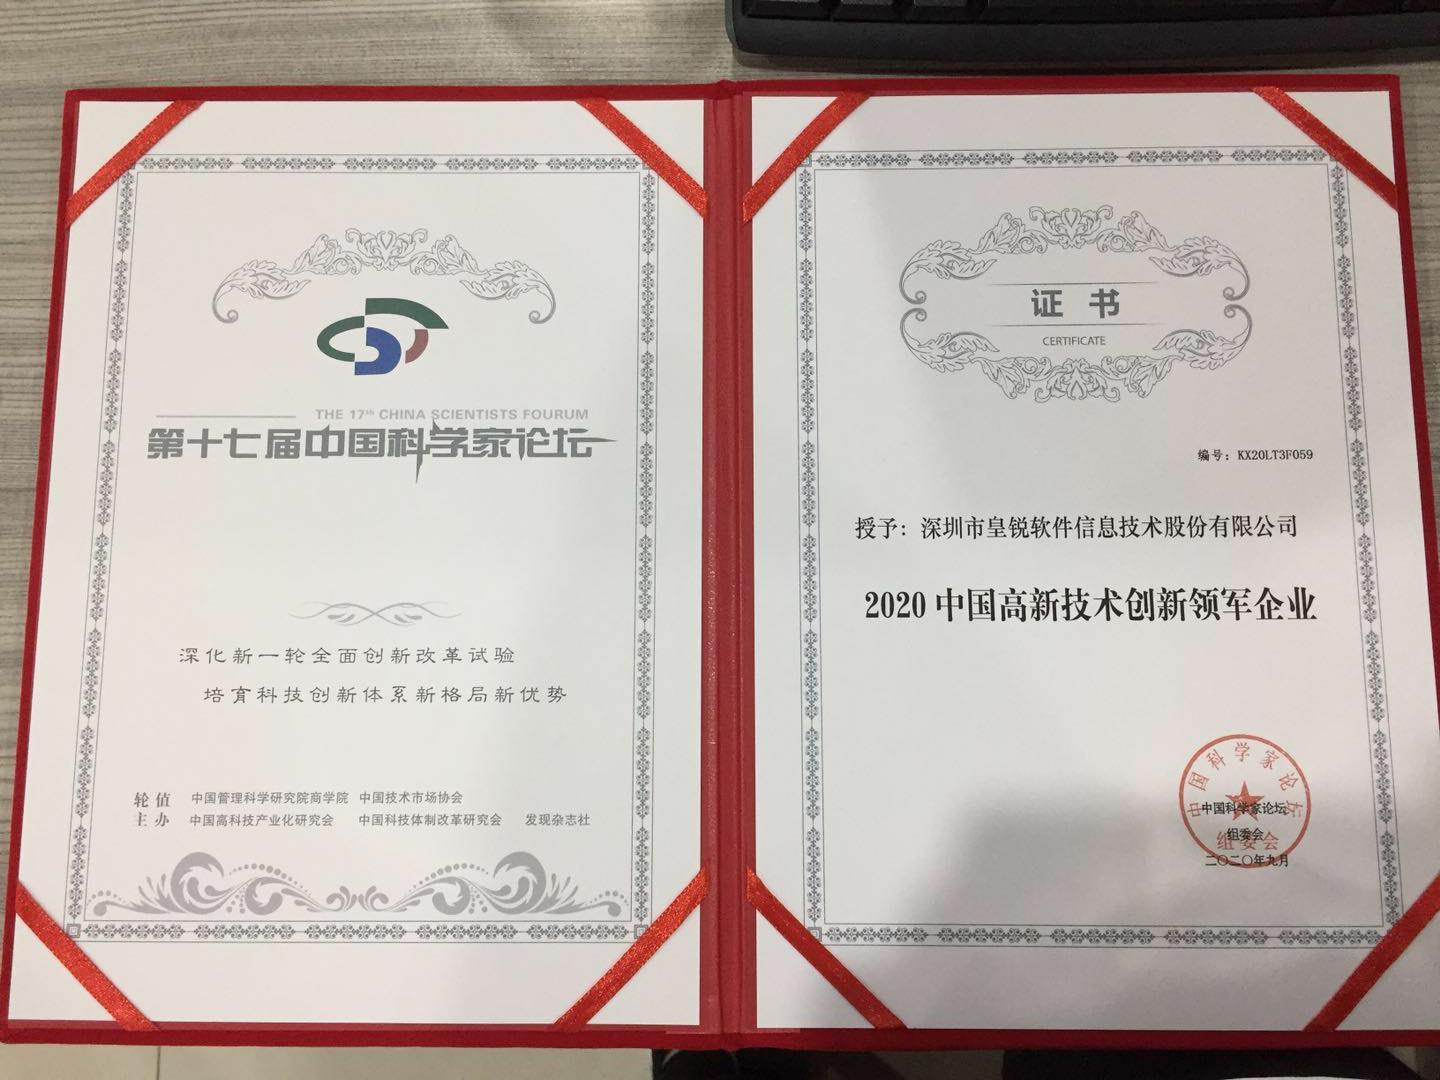 THE 17th CHINA SCIENTISTS FOURUM
第十七届中国科学家论坛
深化新一轮全面创新改革试验
培育科技创新体系新格局新优势
轮值 中国管理科学研究院商学院 中国技术市场协会
主办 中国高科技产业化研究会 中国科技体制改革研究会 发现杂志社
证书
CERTIFICATE
编号：KX20LT3F059
授予：深圳市皇锐软件信息技术股份有限公司
2020中国高新技术创新领军企业
中国科学家论坛
组委会
中国科学家论坛
组委会
二〇二〇年九月